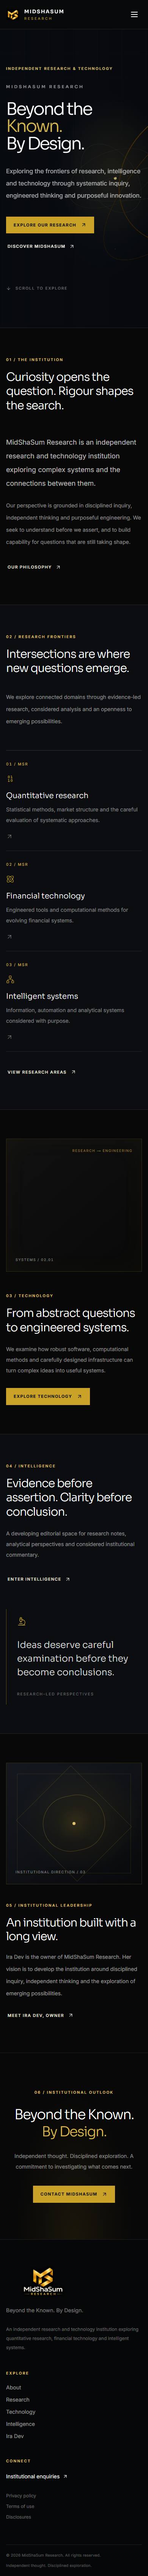 MIDSHASUM
RESEARCH
INDEPENDENT RESEARCH & TECHNOLOGY
MIDSHASUM RESEARCH
Beyond the
Known.
By Design.
Exploring the frontiers of research, intelligence
and technology through systematic inquiry,
engineered thinking and purposeful innovation.
EXPLORE OUR RESEARCH
DISCOVER MIDSHASUM
SCROLL TO EXPLORE
01 / THE INSTITUTION
Curiosity opens the
question. Rigour shapes
the search.
MidShaSum Research is an independent
research and technology institution
exploring complex systems and the
connections between them.
Our perspective is grounded in disciplined inquiry,
independent thinking and purposeful engineering. We
seek to understand before we assert, and to build
capability for questions that are still taking shape.
OUR PHILOSOPHY
02 / RESEARCH FRONTIERS
Intersections are where
new questions emerge.
We explore connected domains through evidence-led
research, considered analysis and an openness to
emerging possibilities.
01 / MSR
Quantitative research
Statistical methods, market structure and the careful
evaluation of systematic approaches.
02 / MSR
Financial technology
Engineered tools and computational methods for
evolving financial systems.
03 / MSR
Intelligent systems
Information, automation and analytical systems
considered with purpose.
VIEW RESEARCH AREAS
RESEARCH → ENGINEERING
SYSTEMS / 03.01
03 / TECHNOLOGY
From abstract questions
to engineered systems.
We examine how robust software, computational
methods and carefully designed infrastructure can
turn complex ideas into useful systems.
EXPLORE TECHNOLOGY
04 / INTELLIGENCE
Evidence before
assertion. Clarity before
conclusion.
A developing editorial space for research notes,
analytical perspectives and considered institutional
commentary.
ENTER INTELLIGENCE
Ideas deserve careful
examination before they
become conclusions.
RESEARCH-LED PERSPECTIVES
INSTITUTIONAL DIRECTION / 05
05 / INSTITUTIONAL LEADERSHIP
An institution built with a
long view.
Ira Dev is the owner of MidShaSum Research. Her
vision is to develop the institution around disciplined
inquiry, independent thinking and the exploration of
emerging possibilities.
MEET IRA DEV, OWNER
06 / INSTITUTIONAL OUTLOOK
Beyond the Known.
By Design.
Independent thought. Disciplined exploration. A
commitment to investigating what comes next.
CONTACT MIDSHASUM
MidShaSum
RESEARCH
Beyond the Known. By Design.
An independent research and technology institution exploring
quantitative research, financial technology and intelligent
systems.
EXPLORE
About
Research
Technology
Intelligence
Ira Dev
CONNECT
Institutional enquiries
Privacy policy
Terms of use
Disclosures
© 2026 MidShaSum Research. All rights reserved.
Independent thought. Disciplined exploration.